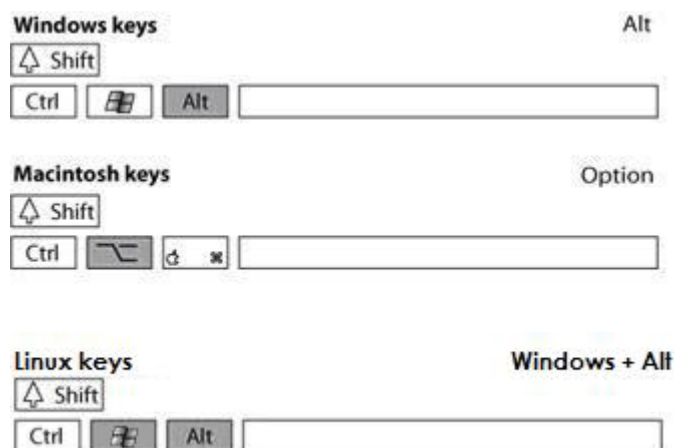 Windows keys Alt
Shift
Ctrl Alt
Macintosh keys Option
Shift
Ctrl ⌥ ⌘
Linux keys Windows + Alt
Shift
Ctrl Alt